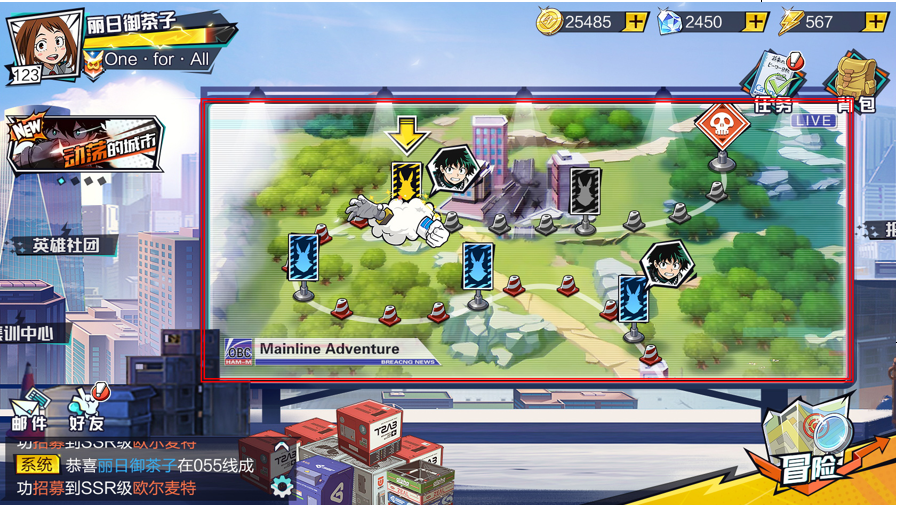 丽日御茶子
123
One · for · All
25485
2450
567
任务
背包
NEW
动荡的城市
LIVE
英雄社团
集训中心
QBC
HAM-M
Mainline Adventure
BREACNG NEWS
邮件
好友
功招募到SSR级欧尔麦特
系统 恭喜丽日御茶子在055线成
功招募到SSR级欧尔麦特
冒险